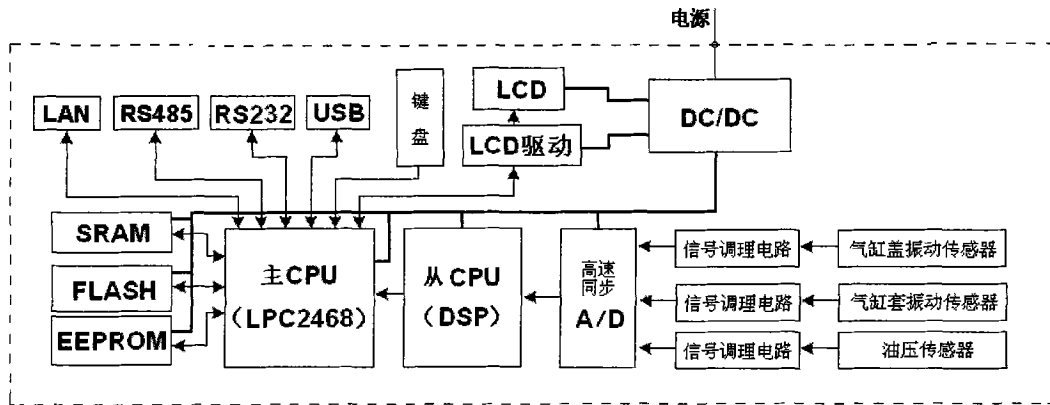 电源
LAN
RS485
RS232
USB
键
盘
LCD
LCD驱动
DC/DC
SRAM
FLASH
EEPROM
主CPU
(LPC2468)
从CPU
(DSP)
高速
同步
A/D
信号调理电路
气缸盖振动传感器
信号调理电路
气缸套振动传感器
信号调理电路
油压传感器